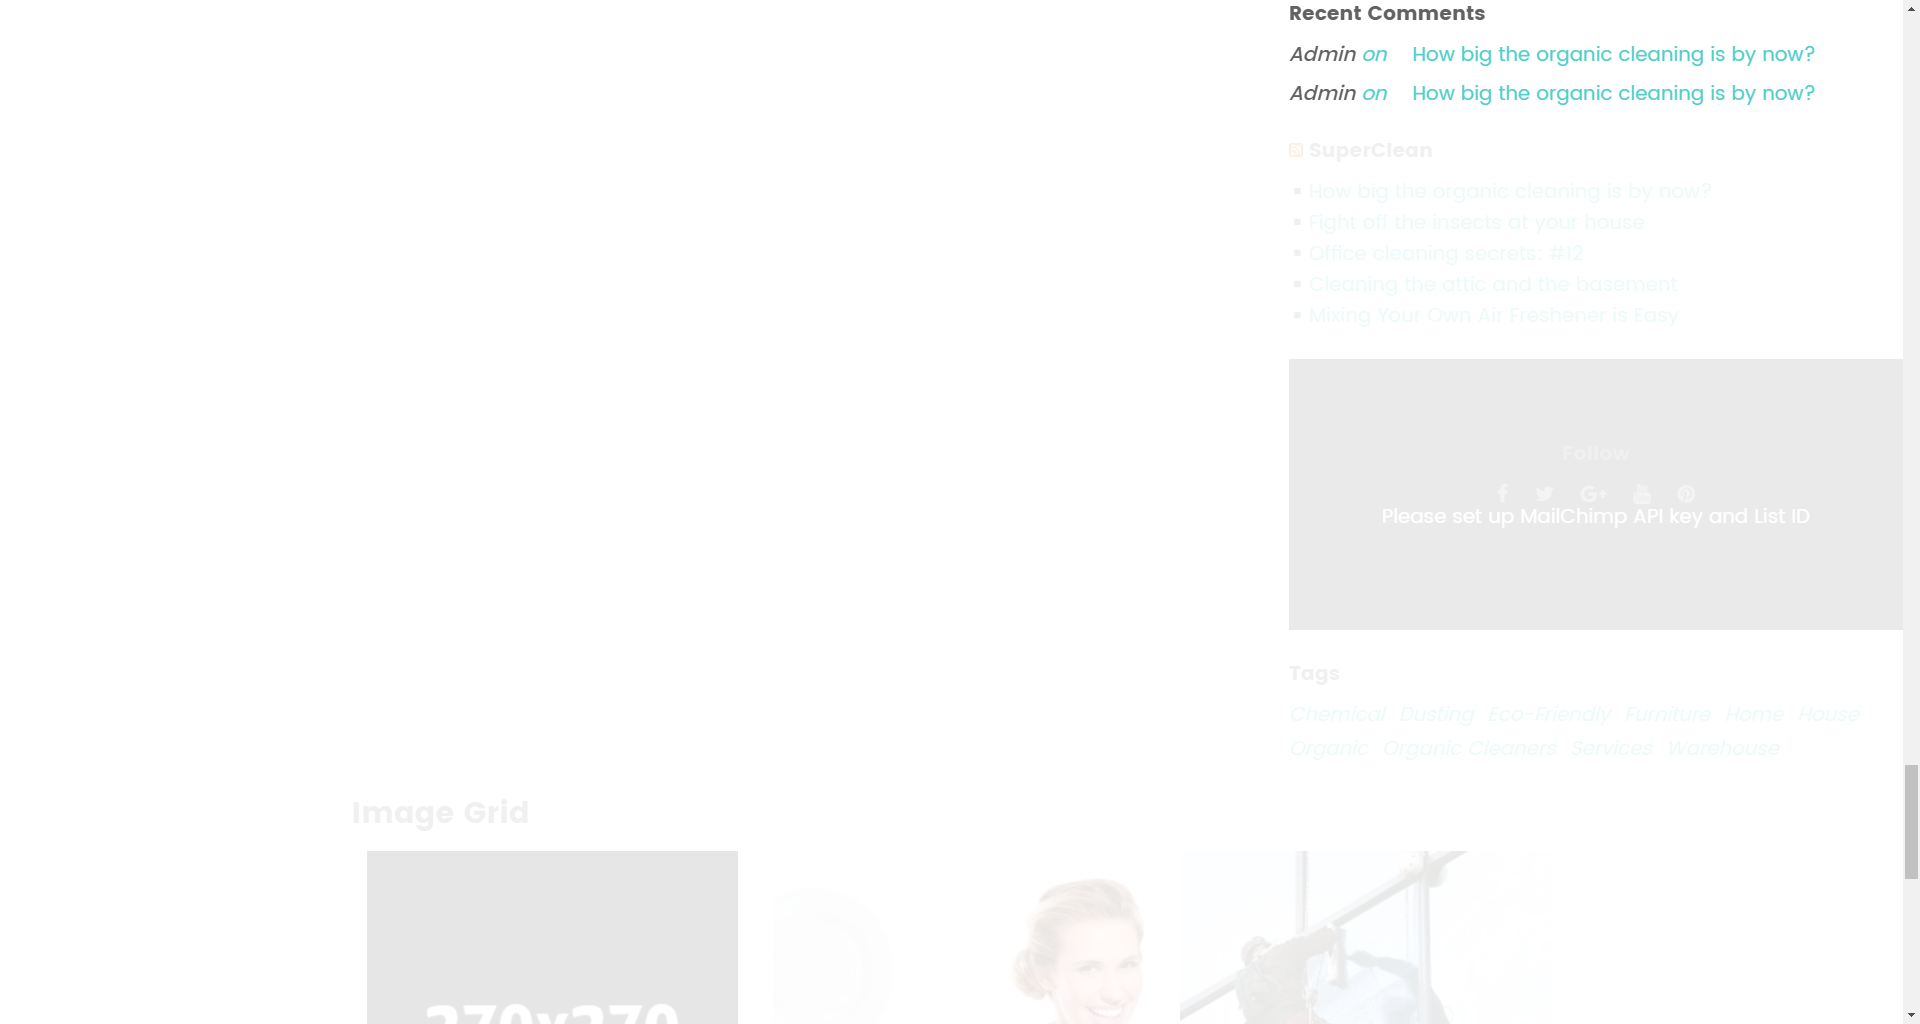 Recent Comments
Admin on How big the organic cleaning is by now?
Admin on How big the organic cleaning is by now?
SuperClean
How big the organic cleaning is by now?
Fight off the insects at your house
Office cleaning secrets: #12
Cleaning the attic and the basement
Mixing Your Own Air Freshener is Easy
Follow
Please set up MailChimp API key and List ID
Tags
Chemical Dusting Eco-Friendly Furniture Home House
Organic Organic Cleaners Services Warehouse
Image Grid
270x270